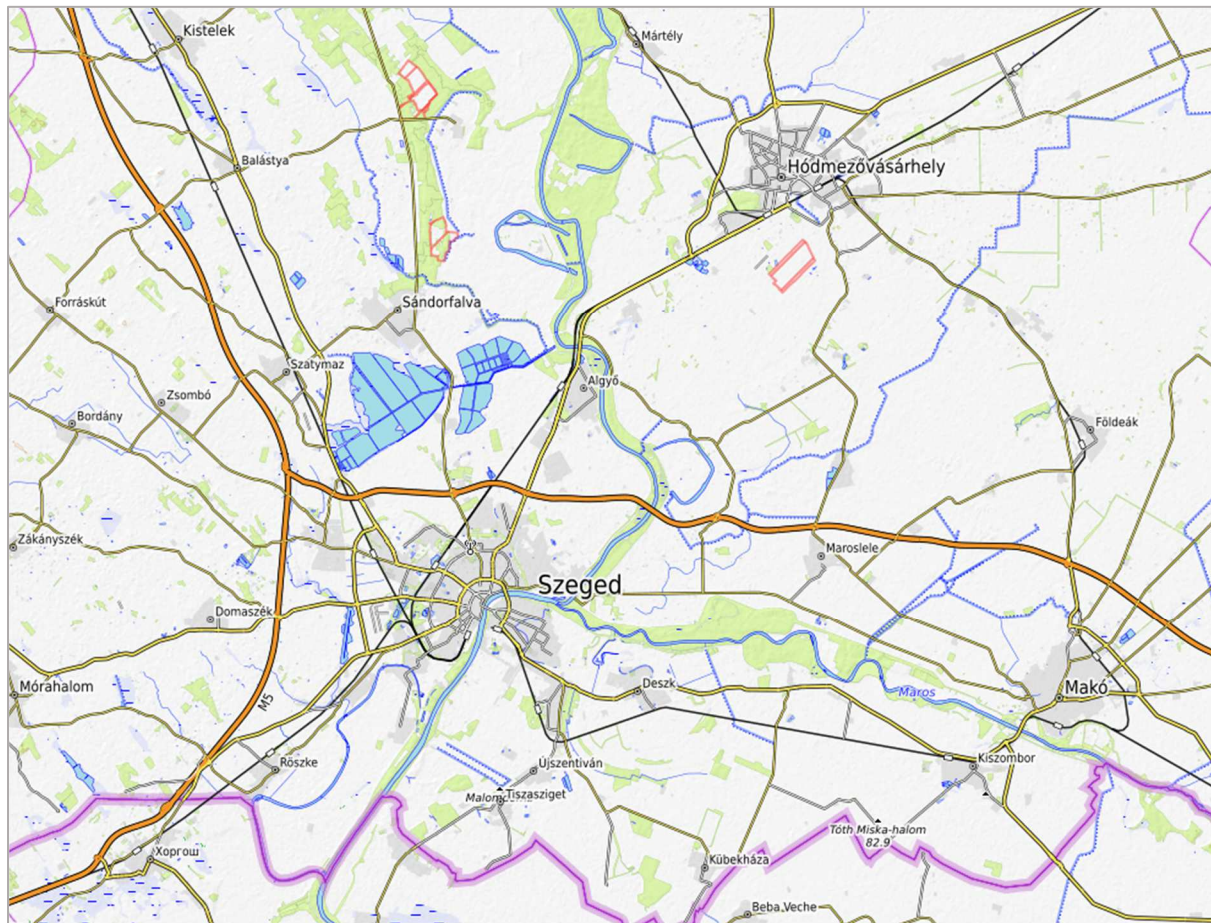 Kistelek
Mártély
Balástya
Hódmezővásárhely
Forráskút
Sándorfalva
Szatymaz
Algyő
Zsombó
Bordány
Földeák
Zákányszék
Maroslele
Szeged
Domaszék
Mórahalom
Deszk
Maros
Makó
M5
Röszke
Újszentiván
Kiszombor
Tiszasziget
Tóth Miska-halom
82.9
Хоргош
Kübekháza
Beba Veche